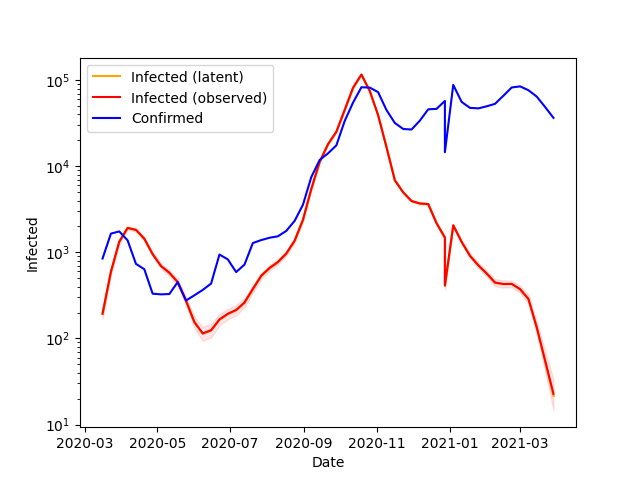 Infected (latent)
Infected (observed)
Confirmed
10^5
10^4
10^3
10^2
10^1
Infected
2020-03 2020-05 2020-07 2020-09 2020-11 2021-01 2021-03
Date